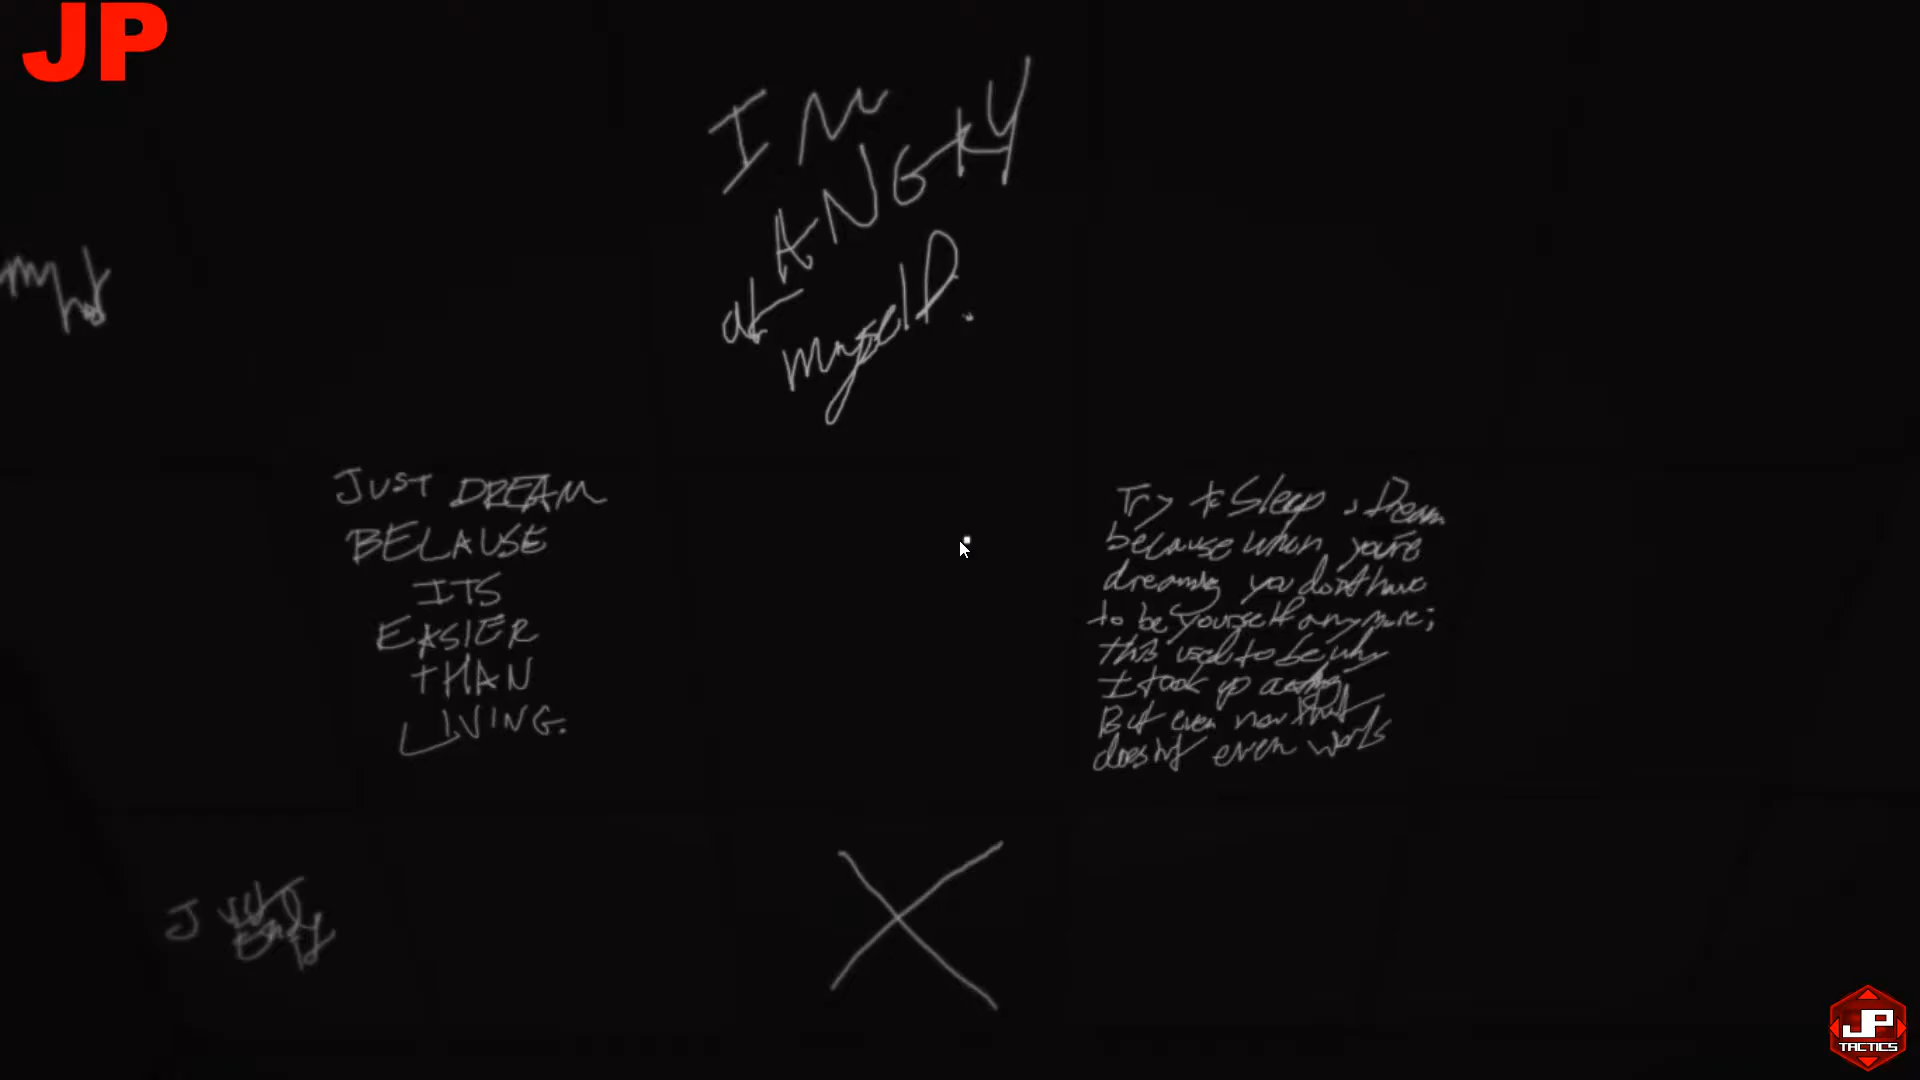 JP
IM
ANGRY
at
myself.
JUST DREAM
BECAUSE
ITS
EASIER
THAN
LIVING.
Try to Sleep & Dream
because when you're
dreaming you don't have
to be yourself anymore;
this used to be why
I took up acting
But even now that
doesn't even work
JUST
JP
TACTICS